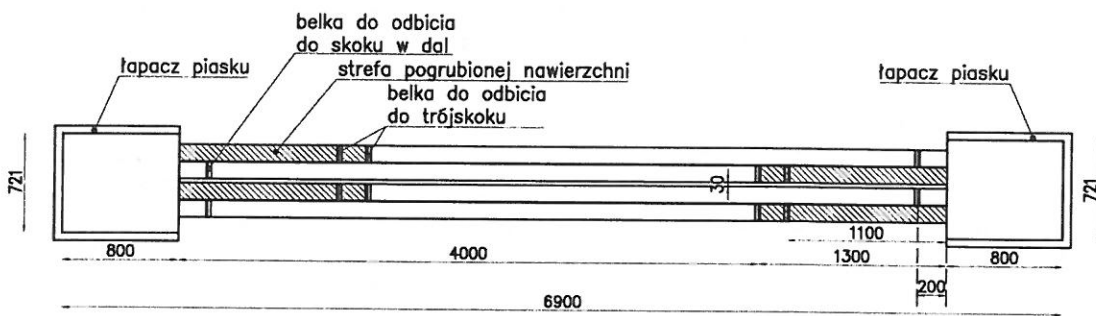 belka do odbicia
do skoku w dal
łapacz piasku
strefa pogrubionej nawierzchni
łapacz piasku
belka do odbicia
do trójskoku
721
30
721
1100
800
4000
1300
800
200
6900